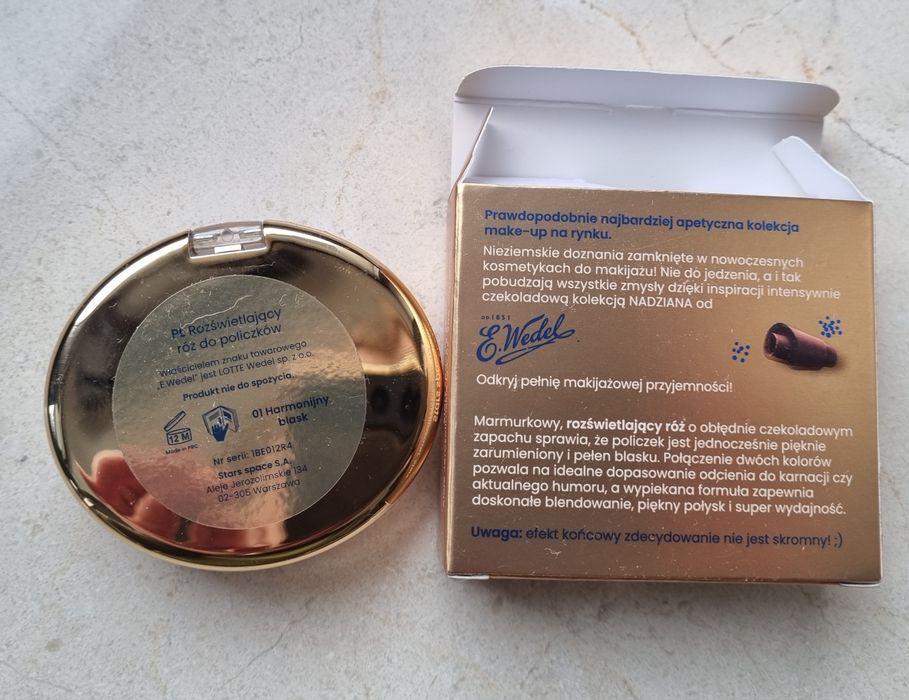 PL Rozświetlający
róż do policzków
Właścicielem znaku towarowego
„E.Wedel" jest LOTTE Wedel sp. z o.o.
Produkt nie do spożycia.
12 M
Made in PRC
01 Harmonijny
blask
Nr serii: 1BE012R4
Stars space S.A.
Aleje Jerozolimskie 134
02-305 Warszawa
Prawdopodobnie najbardziej apetyczna kolekcja
make-up na rynku.
Nieziemskie doznania zamknięte w nowoczesnych
kosmetykach do makijażu! Nie do jedzenia, a i tak
pobudzają wszystkie zmysły dzięki inspiracji intensywnie
czekoladową kolekcją NADZIANA od
OD 1851
E.Wedel
Odkryj pełnię makijażowej przyjemności!
Marmurkowy, rozświetlający róż o obłędnie czekoladowym
zapachu sprawia, że policzek jest jednocześnie pięknie
zarumieniony i pełen blasku. Połączenie dwóch kolorów
pozwala na idealne dopasowanie odcienia do karnacji czy
aktualnego humoru, a wypiekana formuła zapewnia
doskonałe blendowanie, piękny połysk i super wydajność.
Uwaga: efekt końcowy zdecydowanie nie jest skromny! ;)